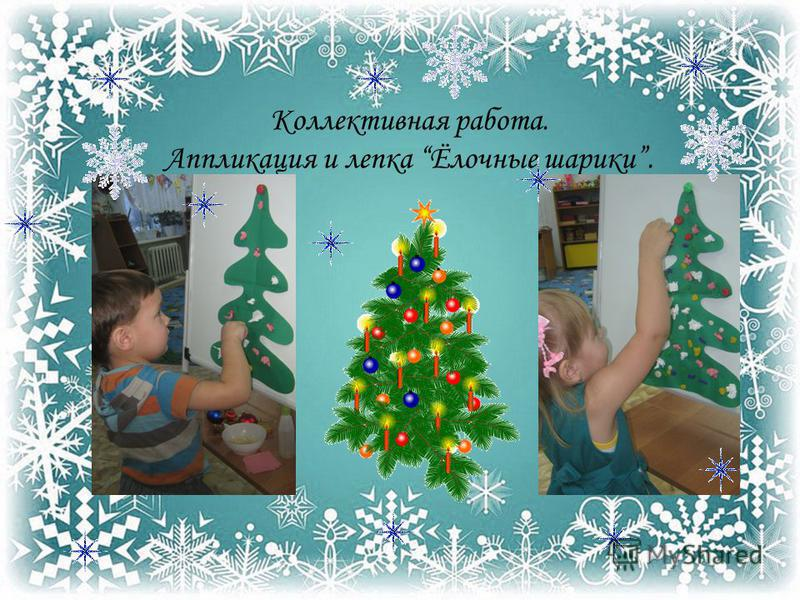 Коллективная работа.
Аппликация и лепка “Ёлочные шарики”.
MyShared